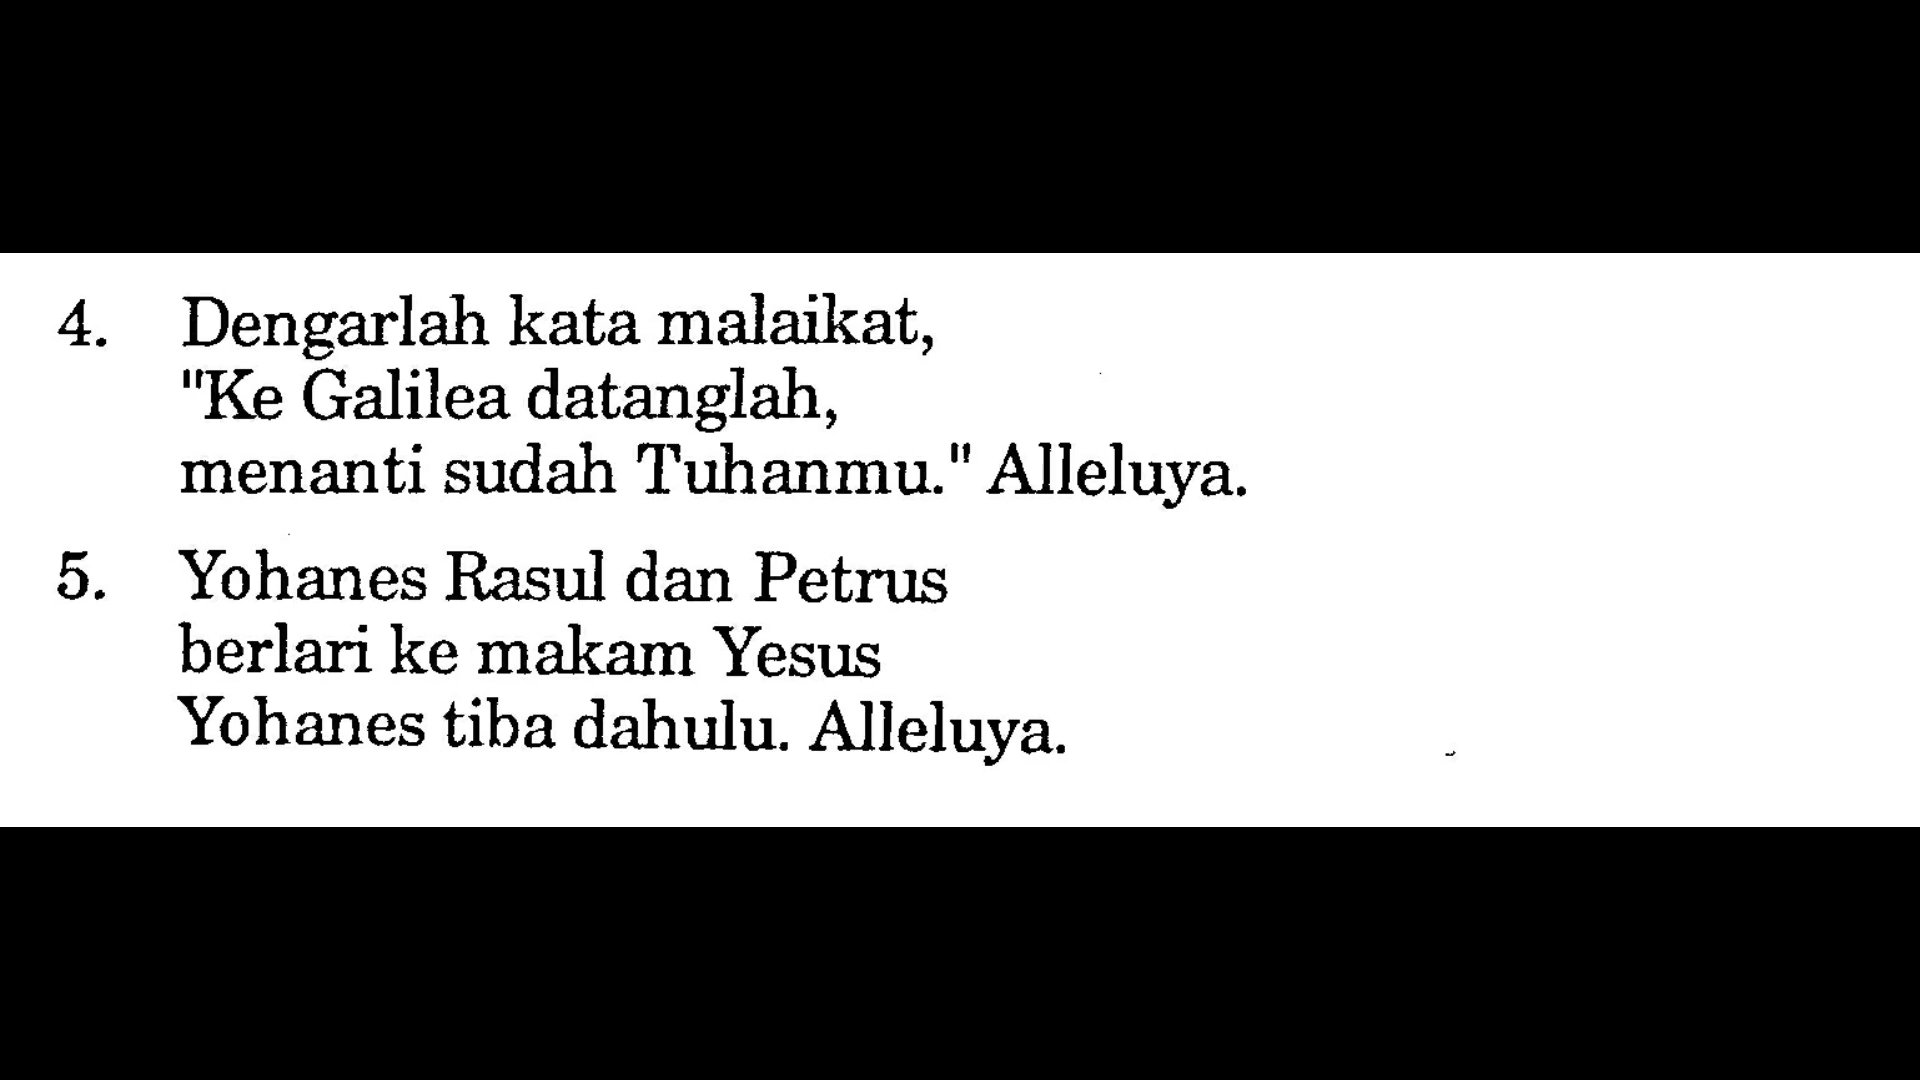 4. Dengarlah kata malaikat,
"Ke Galilea datanglah,
menanti sudah Tuhanmu." Alleluya.
5. Yohanes Rasul dan Petrus
berlari ke makam Yesus
Yohanes tiba dahulu. Alleluya.